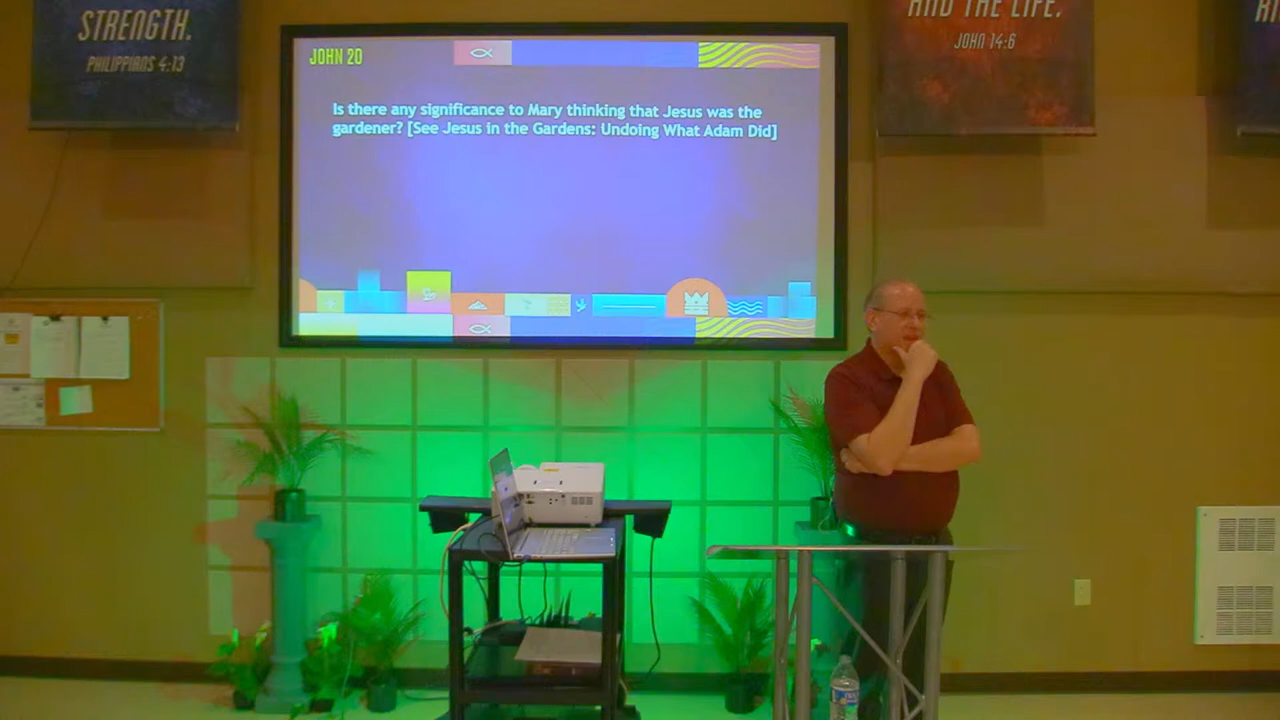 STRENGTH.
PHILIPPIANS 4:13
AND THE LIFE.
JOHN 14:6
JOHN 20
Is there any significance to Mary thinking that Jesus was the
gardener? [See Jesus in the Gardens: Undoing What Adam Did]